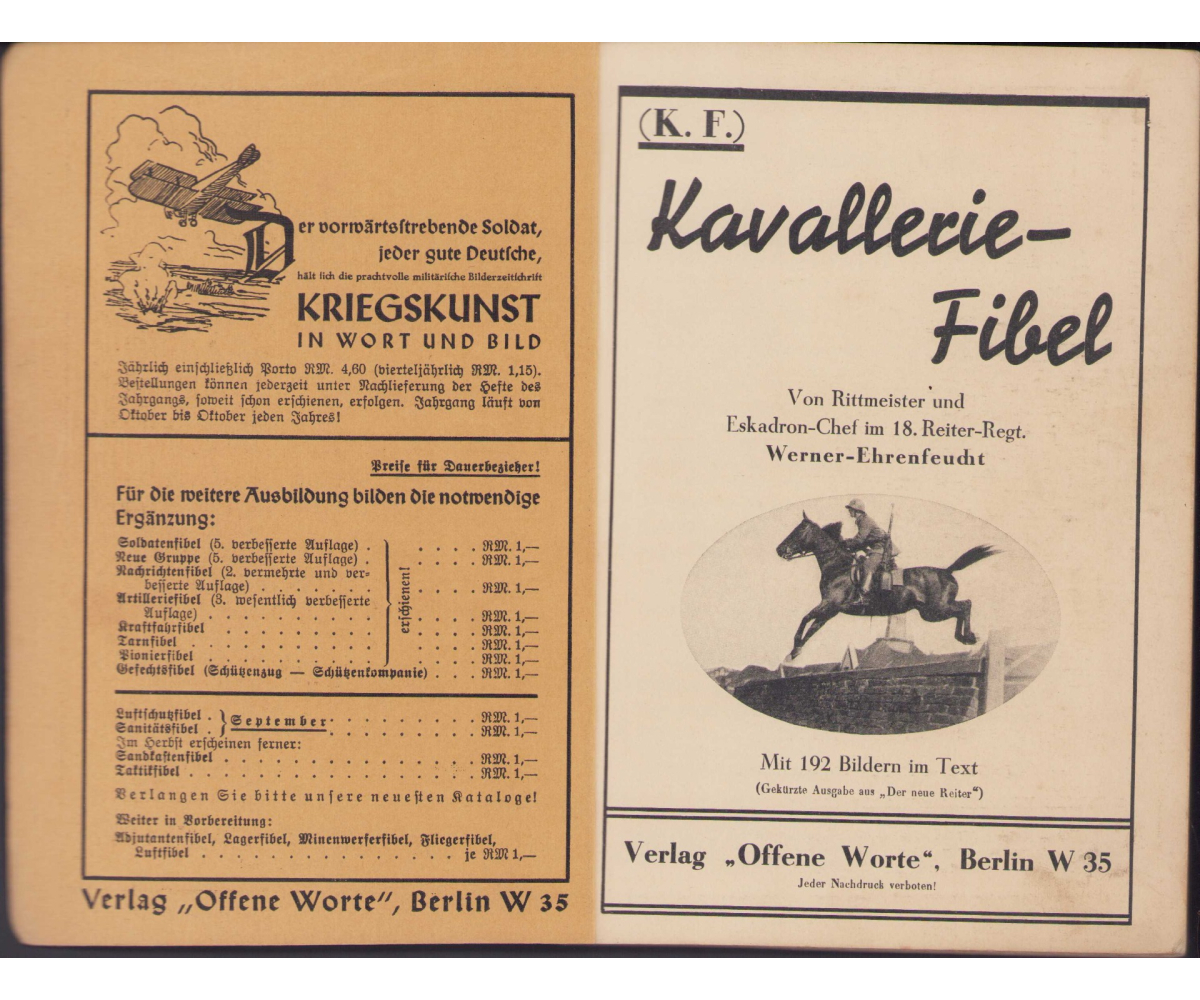 Der vorwärtsstrebende Soldat,
jeder gute Deutsche,
hält sich die prachtvolle militärische Bilderzeitschrift
KRIEGSKUNST
IN WORT UND BILD
Jährlich einschließlich Porto RM. 4,60 (vierteljährlich RM. 1,15).
Bestellungen können jederzeit unter Nachlieferung der Hefte des
Jahrgangs, soweit schon erschienen, erfolgen. Jahrgang läuft von
Oktober bis Oktober jeden Jahres!
Preise für Dauerbezieher!
Für die weitere Ausbildung bilden die notwendige
Ergänzung:
Soldatenfibel (5. verbesserte Auflage) . . . . . RM. 1,—
Neue Gruppe (5. verbesserte Auflage) . . . . . RM. 1,—
Nachrichtenfibel (2. vermehrte und ver-
besserte Auflage) . . . . . . . . . . . RM. 1,—
Artilleriefibel (3. wesentlich verbesserte
Auflage) . . . . . . . . . . . . . . RM. 1,—
Kraftfahrfibel . . . . . . . . . . . . . RM. 1,—
Tarnfibel . . . . . . . . . . . . . . RM. 1,—
Pionierfibel . . . . . . . . . . . . . RM. 1,—
erschienen!
Gefechtsfibel (Schützenzug — Schützenkompanie) . . . RM. 1,—
Luftschutzfibel . } September . . . . . . . . . RM. 1,—
Sanitätsfibel . . . . . . . . . . RM. 1,—
Im Herbst erscheinen ferner:
Sandkastenfibel . . . . . . . . . . . . . . . RM. 1,—
Taktikfibel . . . . . . . . . . . . . . . . . RM. 1,—
Verlangen Sie bitte unsere neuesten Kataloge!
Weiter in Vorbereitung:
Adjutantenfibel, Lagerfibel, Minenwerferfibel, Fliegerfibel,
Luftfibel . . . . . . . . . . . . . . . . je RM 1,—
Verlag „Offene Worte“, Berlin W 35
(K. F.)
Kavallerie-
Fibel
Von Rittmeister und
Eskadron-Chef im 18. Reiter-Regt.
Werner-Ehrenfeucht
Mit 192 Bildern im Text
(Gekürzte Ausgabe aus „Der neue Reiter“)
Verlag „Offene Worte“, Berlin W 35
Jeder Nachdruck verboten!